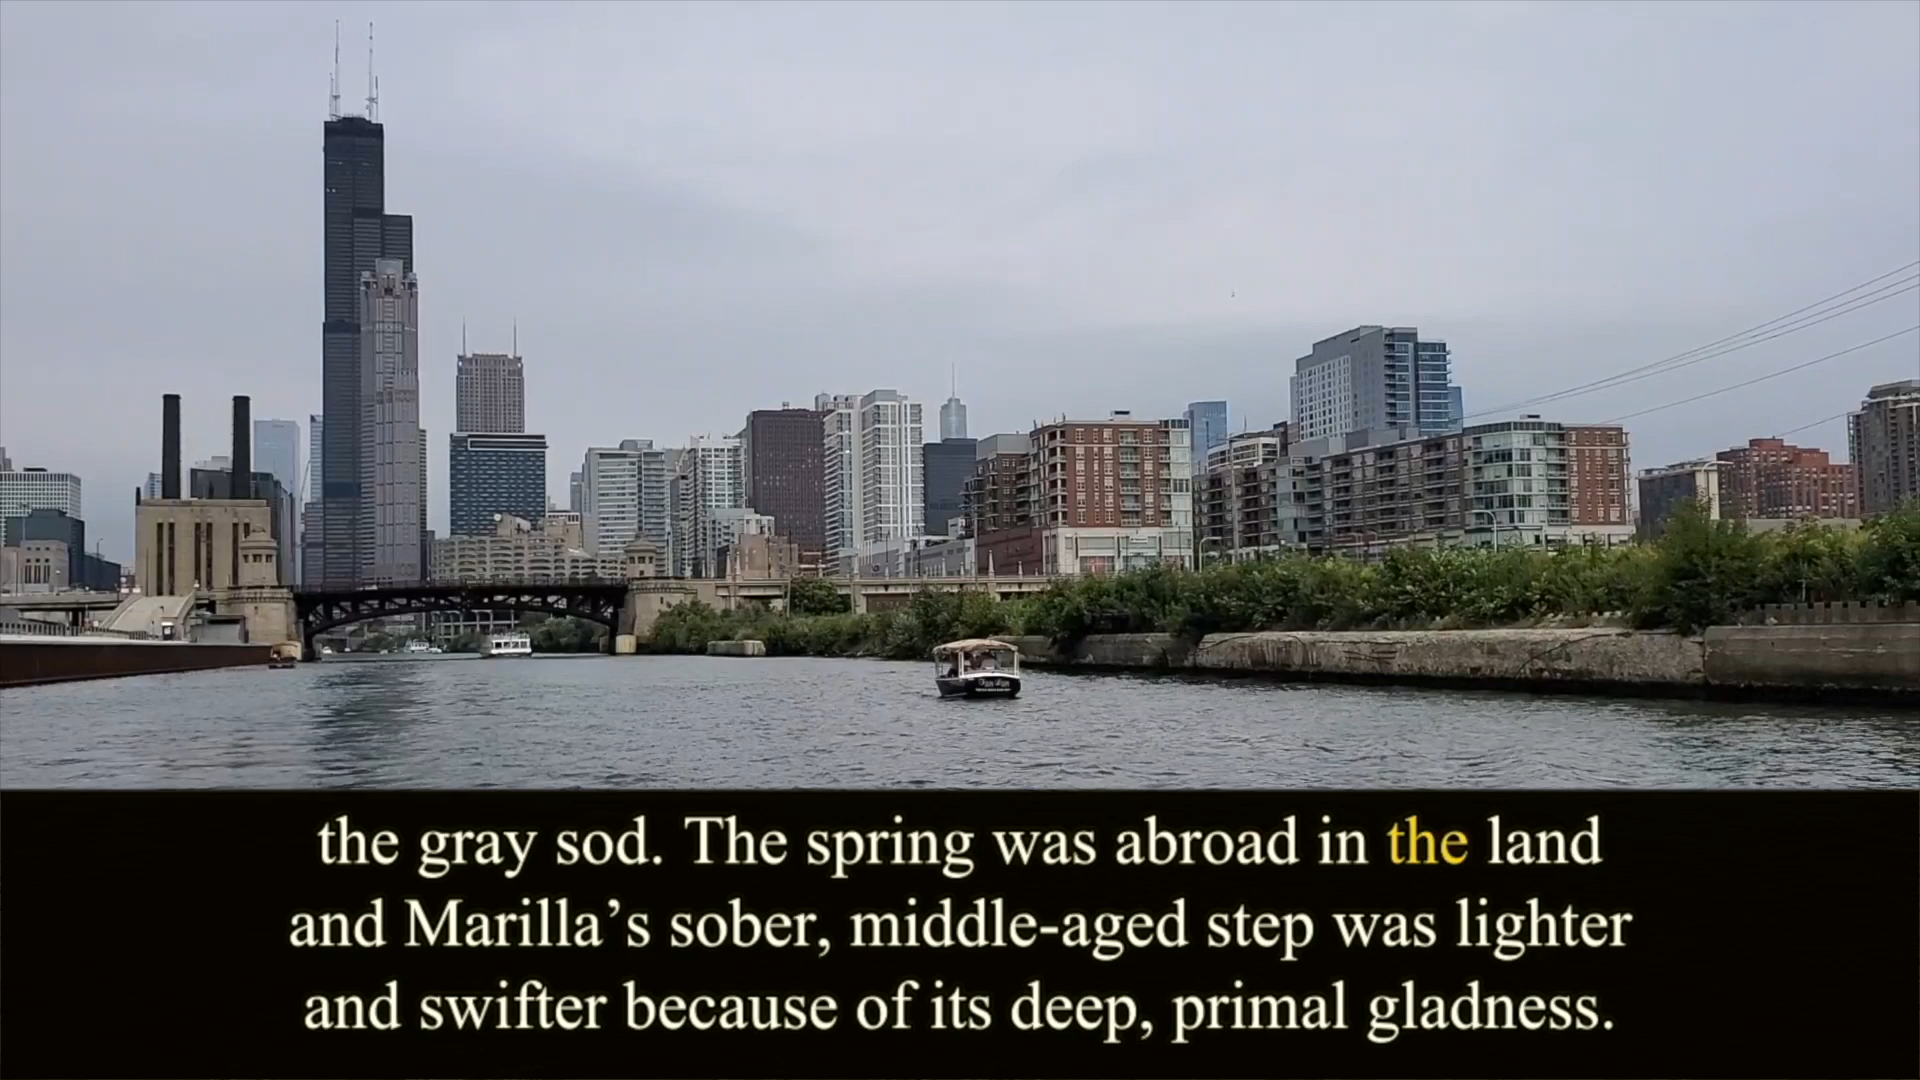 the gray sod. The spring was abroad in the land
and Marilla’s sober, middle-aged step was lighter
and swifter because of its deep, primal gladness.